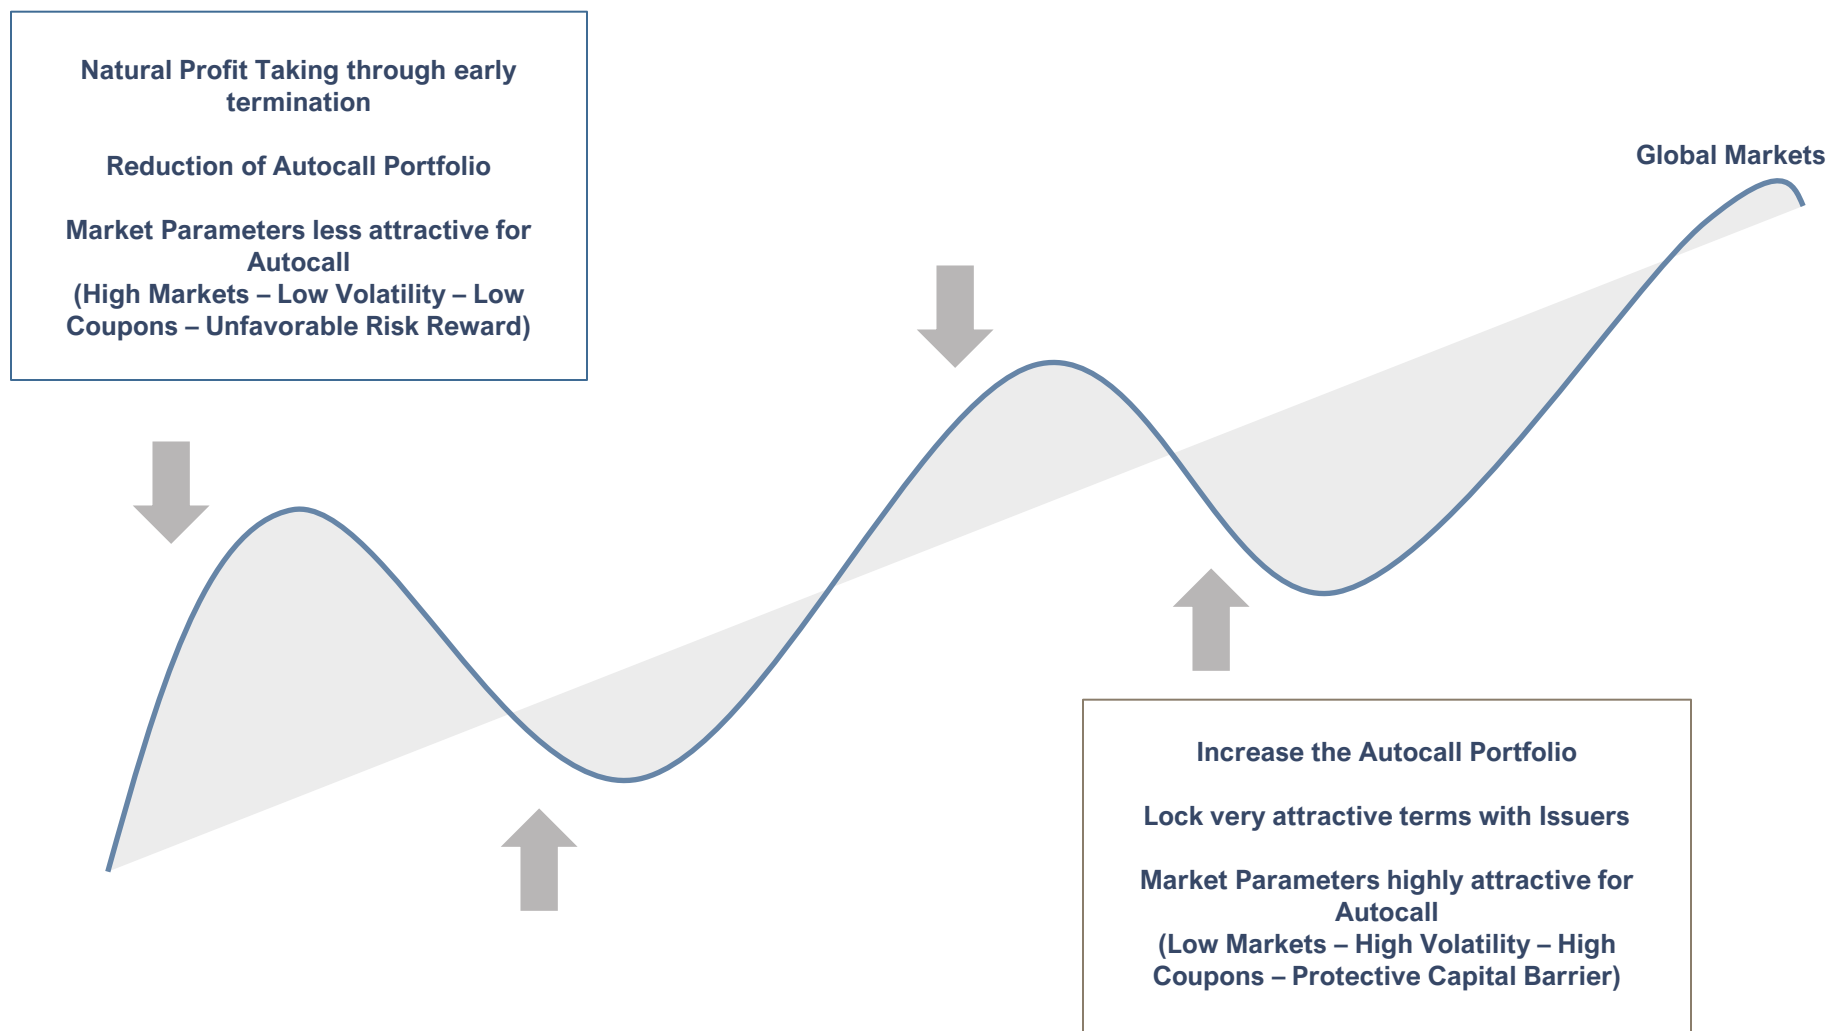 Natural Profit Taking through early
termination
Reduction of Autocall Portfolio
Market Parameters less attractive for
Autocall
(High Markets – Low Volatility – Low
Coupons – Unfavorable Risk Reward)
Global Markets
Increase the Autocall Portfolio
Lock very attractive terms with Issuers
Market Parameters highly attractive for
Autocall
(Low Markets – High Volatility – High
Coupons – Protective Capital Barrier)